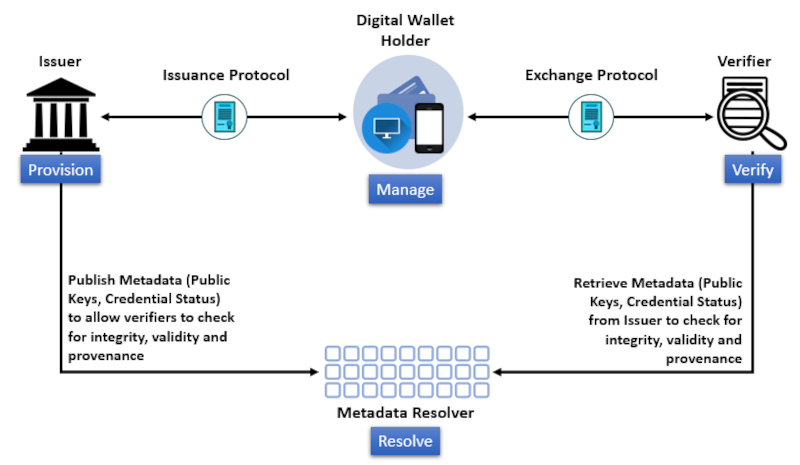 Digital Wallet
Holder
Issuer
Issuance Protocol
Exchange Protocol
Verifier
Provision
Manage
Verify
Publish Metadata (Public
Keys, Credential Status)
to allow verifiers to check
for integrity, validity and
provenance
Retrieve Metadata (Public
Keys, Credential Status)
from Issuer to check for
integrity, validity and
provenance
Metadata Resolver
Resolve